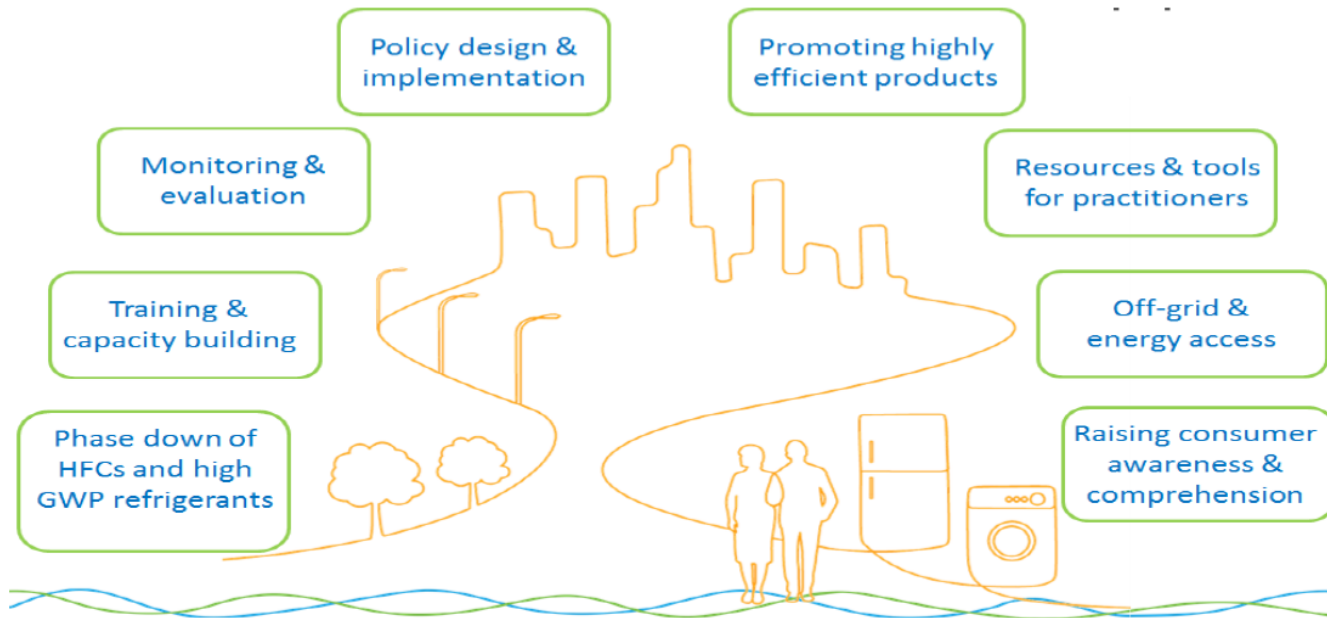 Policy design &
implementation
Promoting highly
efficient products
Monitoring &
evaluation
Resources & tools
for practitioners
Training &
capacity building
Off-grid &
energy access
Phase down of
HFCs and high
GWP refrigerants
Raising consumer
awareness &
comprehension